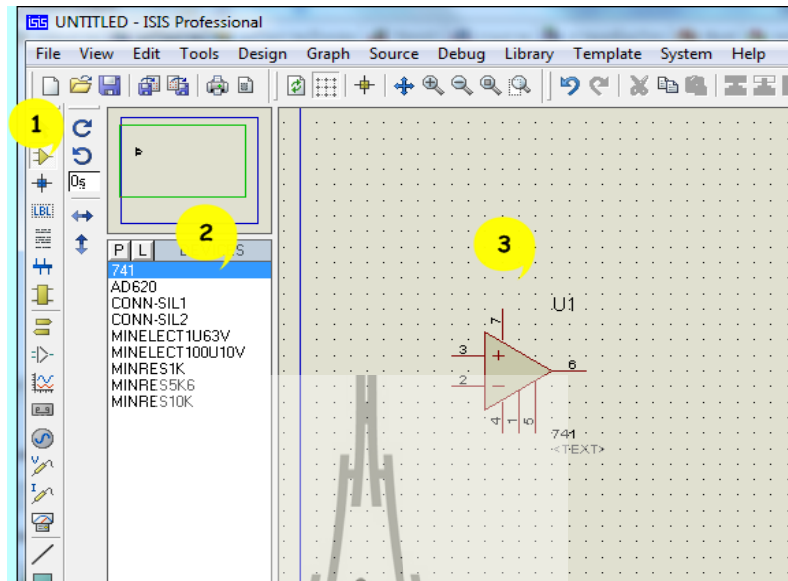 ISIS UNTITLED - ISIS Professional
File View Edit Tools Design Graph Source Debug Library Template System Help
1
LBL
2
P L S
741
AD620
CONN-SIL1
CONN-SIL2
MINELECT1U63V
MINELECT100U10V
MINRES1K
MINRES5K6
MINRES10K
3
U1
7
3
6
2
4 1 5
741
<TEXT>
V
I